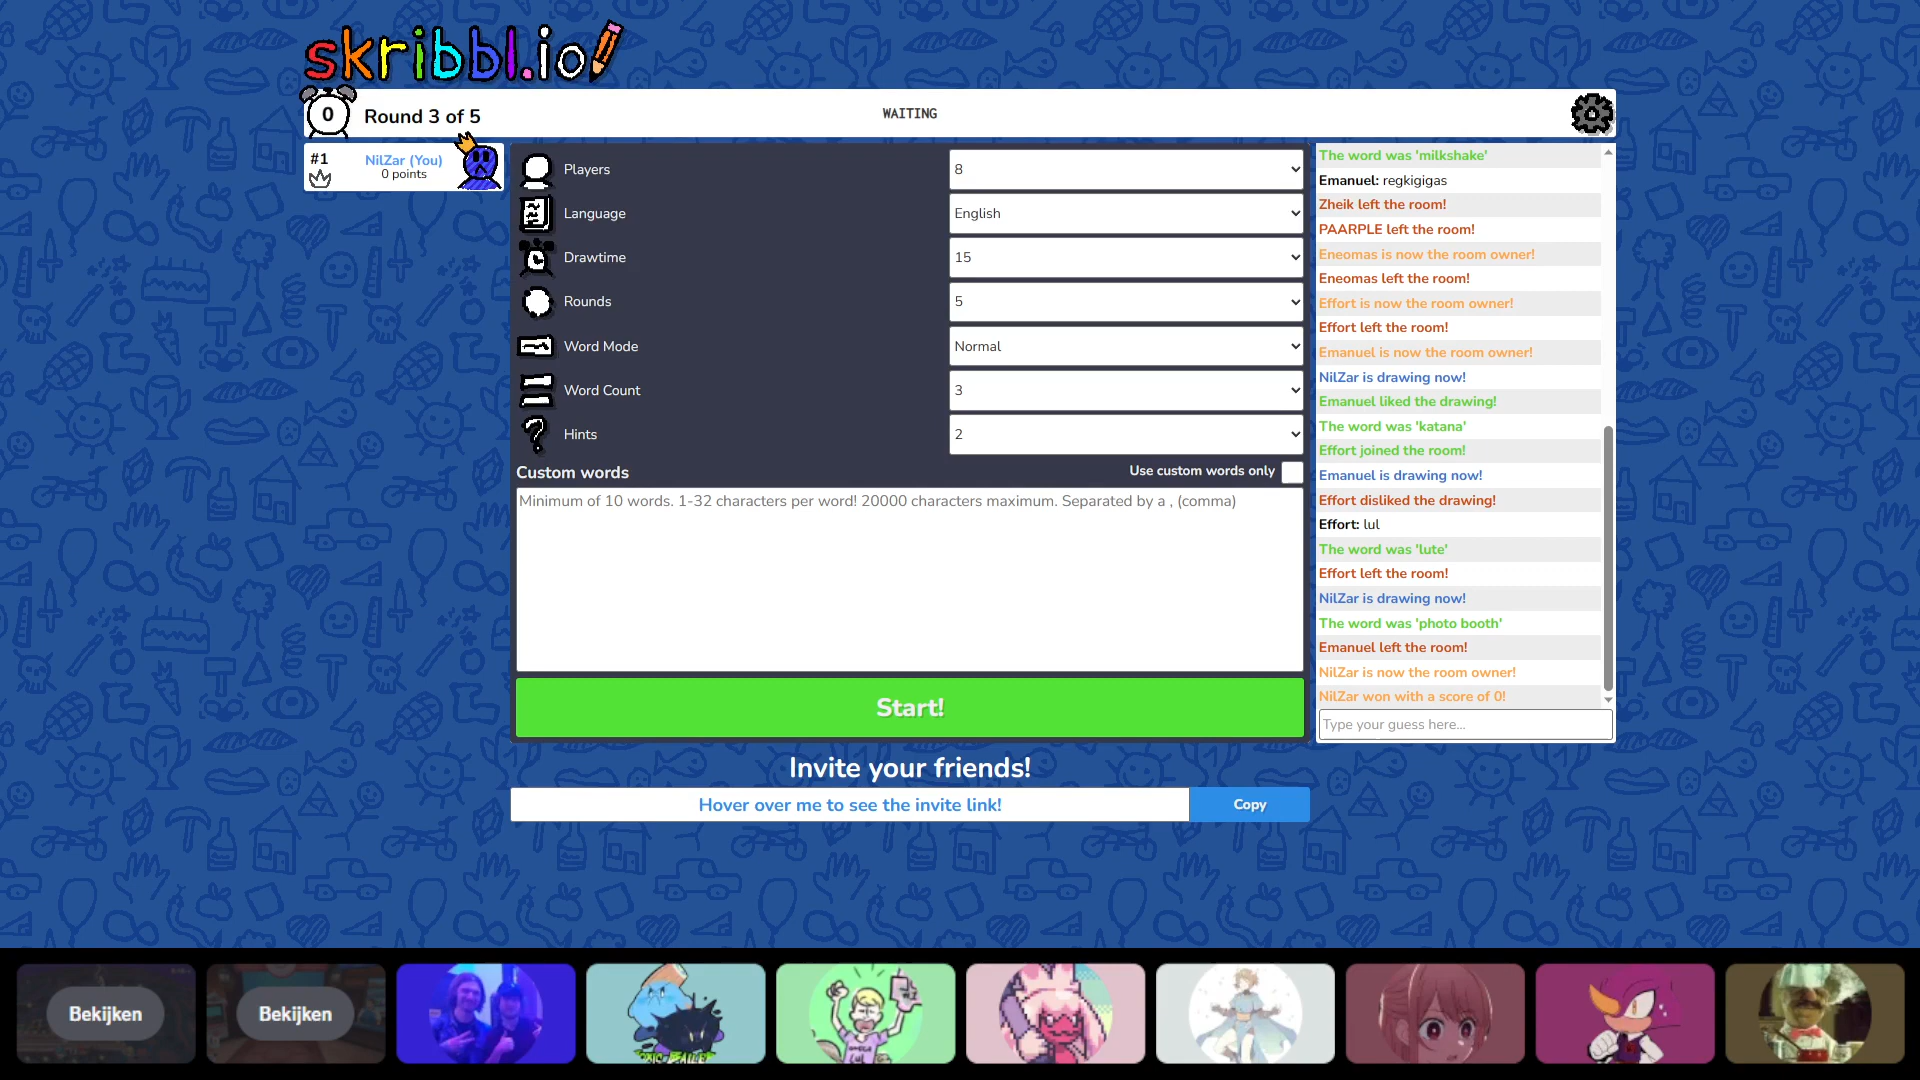 skribbl.io
0
Round 3 of 5
WAITING
#1
NilZar (You)
0 points
Players
8
Language
English
Drawtime
15
Rounds
5
Word Mode
Normal
Word Count
3
Hints
2
Custom words
Use custom words only
Minimum of 10 words. 1-32 characters per word! 20000 characters maximum. Separated by a , (comma)
Start!
Invite your friends!
Hover over me to see the invite link!
Copy
The word was 'milkshake'
Emanuel: regkigigas
Zheik left the room!
PAARPLE left the room!
Eneomas is now the room owner!
Eneomas left the room!
Effort is now the room owner!
Effort left the room!
Emanuel is now the room owner!
NilZar is drawing now!
Emanuel liked the drawing!
The word was 'katana'
Effort joined the room!
Emanuel is drawing now!
Effort disliked the drawing!
Effort: lul
The word was 'lute'
Effort left the room!
NilZar is drawing now!
The word was 'photo booth'
Emanuel left the room!
NilZar is now the room owner!
NilZar won with a score of 0!
Type your guess here...
Bekijken
Bekijken